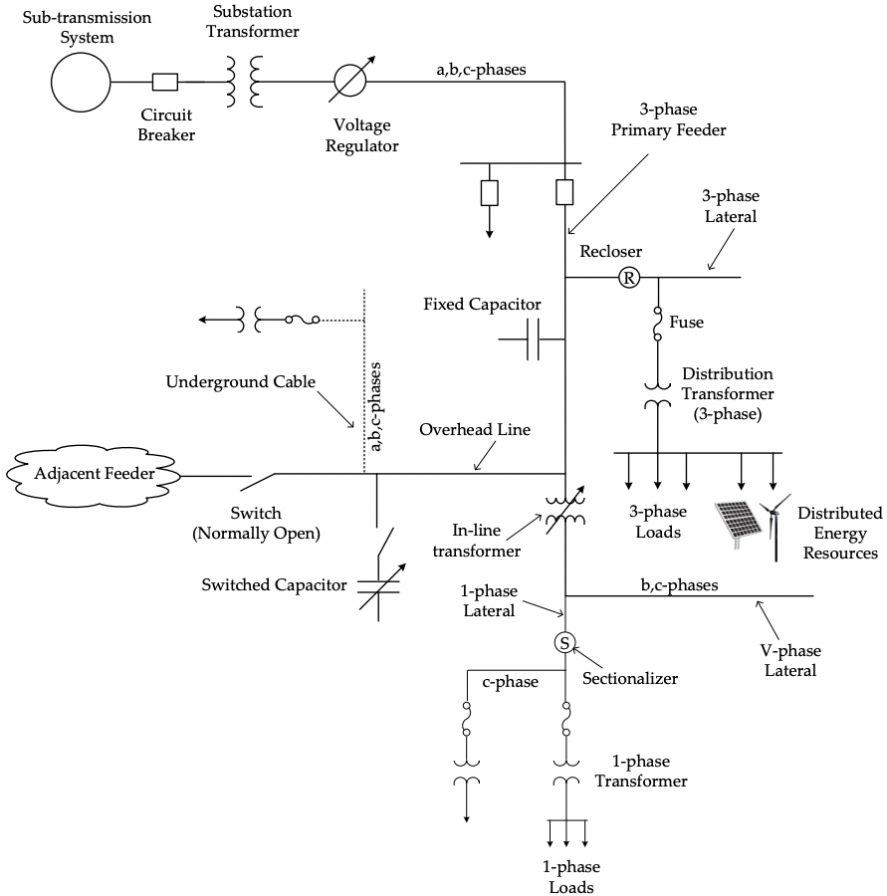 Sub-transmission
System
Substation
Transformer
Circuit
Breaker
Voltage
Regulator
a,b,c-phases
3-phase
Primary Feeder
3-phase
Lateral
Recloser
R
Fixed Capacitor
Fuse
Underground Cable
a,b,c-phases
Distribution
Transformer
(3-phase)
Overhead Line
Adjacent Feeder
Switch
(Normally Open)
In-line
transformer
3-phase
Loads
Distributed
Energy
Resources
Switched Capacitor
1-phase
Lateral
b,c-phases
V-phase
Lateral
S
Sectionalizer
c-phase
1-phase
Transformer
1-phase
Loads